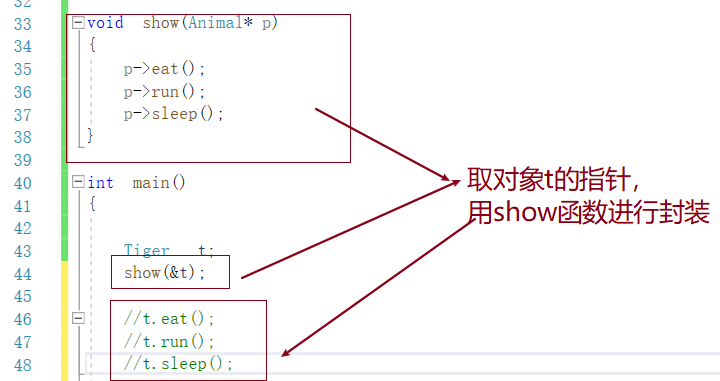 32
33 void show(Animal* p)
34 {
35 p->eat();
36 p->run();
37 p->sleep();
38 }
39
40 int main()
41 {
42
43 Tiger t;
44 show(&t);
45
46 //t.eat();
47 //t.run();
48 //t.sleep();
取对象t的指针，
用show函数进行封装